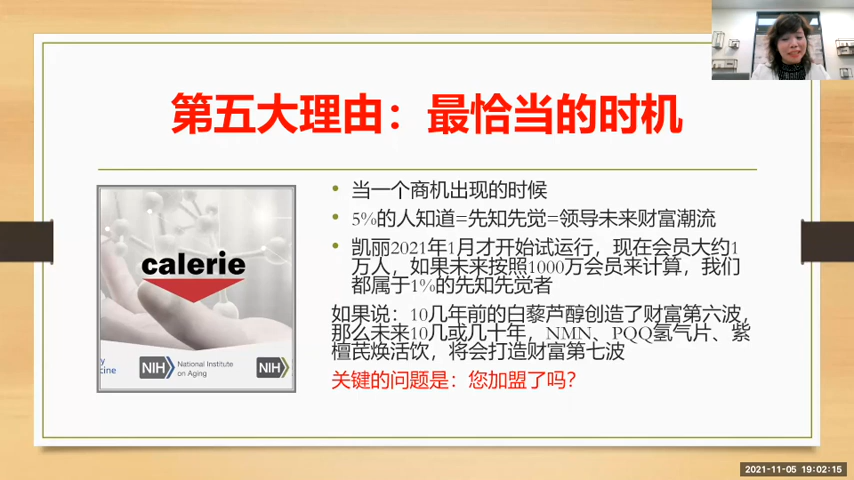 第五大理由：最恰当的时机
当一个商机出现的时候
5%的人知道=先知先觉=领导未来财富潮流
凯丽2021年1月才开始试运行，现在会员大约1
万人，如果未来按照1000万会员来计算，我们
都属于1%的先知先觉者
如果说：10几年前的白藜芦醇创造了财富第六波，
那么未来10几或几十年，NMN、PQQ氢气片、紫
檀芪焕活饮，将会打造财富第七波
关键的问题是：您加盟了吗？
calerie
y
cine
NIH
National Institute
on Aging
NIH
2021-11-05 19:02:15